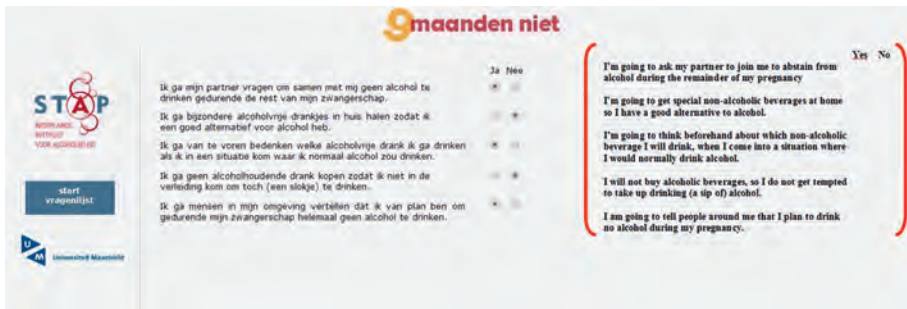 9maanden niet
STAP
NEDERLANDS
INSTITUUT
VOOR ALCOHOLBELEID
start
vragenlijst
Universiteit Maastricht
Ja Nee
Ik ga mijn partner vragen om samen met mij geen alcohol te
drinken gedurende de rest van mijn zwangerschap.
Ik ga bijzondere alcoholvrije drankjes in huis halen zodat ik
een goed alternatief voor alcohol heb.
Ik ga van te voren bedenken welke alcoholvrije drank ik ga drinken
als ik in een situatie kom waar ik normaal alcohol zou drinken.
Ik ga geen alcoholhoudende drank kopen zodat ik niet in de
verleiding kom om toch (een slokje) te drinken.
Ik ga mensen in mijn omgeving vertellen dat ik van plan ben om
gedurende mijn zwangerschap helemaal geen alcohol te drinken.
Yes No
I'm going to ask my partner to join me to abstain from
alcohol during the remainder of my pregnancy
I'm going to get special non-alcoholic beverages at home
so I have a good alternative to alcohol.
I'm going to think beforehand about which non-alcoholic
beverage I will drink, when I come into a situation where
I would normally drink alcohol.
I will not buy alcoholic beverages, so I do not get tempted
to take up drinking (a sip of) alcohol.
I am going to tell people around me that I plan to drink
no alcohol during my pregnancy.